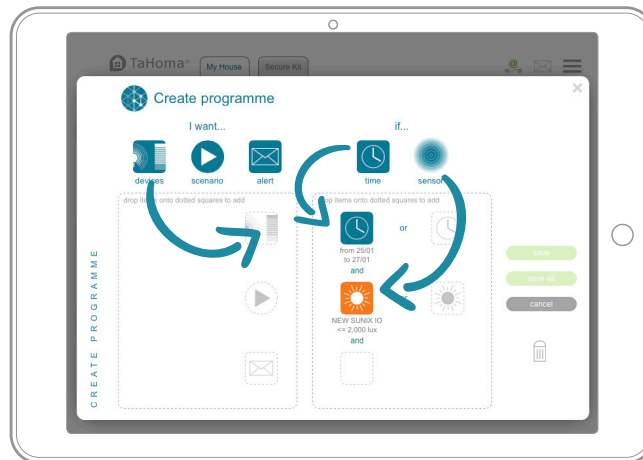 TaHoma®
My House
Secure Kit
Create programme
I want...
if...
devices
scenario
alert
time
sensor
drop items onto dotted squares to add
items onto dotted squares to add
or
from 25/01
to 27/01
and
NEW SUNIX IO
<= 2,000 lux
and
CREATE PROGRAMME
save
save as
cancel